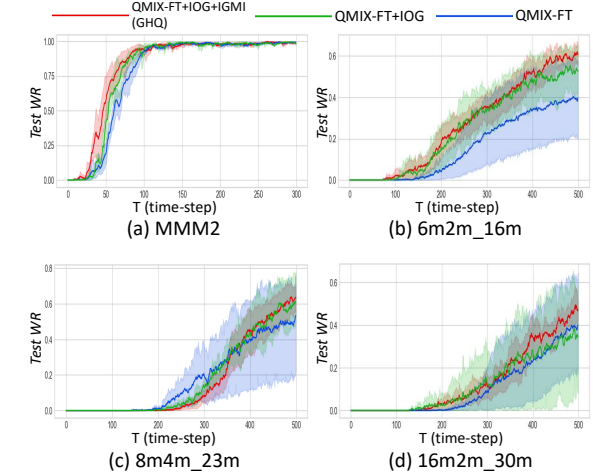 QMIX-FT+IOG+IGMI
(GHQ)
QMIX-FT+IOG
QMIX-FT
Test WR
1.00
0.75
0.50
0.25
0.00
0 50 100 150 200 250 300
T (time-step)
(a) MMM2
Test WR
0.6
0.4
0.2
0.0
0 100 200 300 400 500
T (time-step)
(b) 6m2m_16m
Test WR
0.8
0.6
0.4
0.2
0.0
0 100 200 300 400 500
T (time-step)
(c) 8m4m_23m
Test WR
0.6
0.4
0.2
0.0
0 100 200 300 400 500
T (time-step)
(d) 16m2m_30m